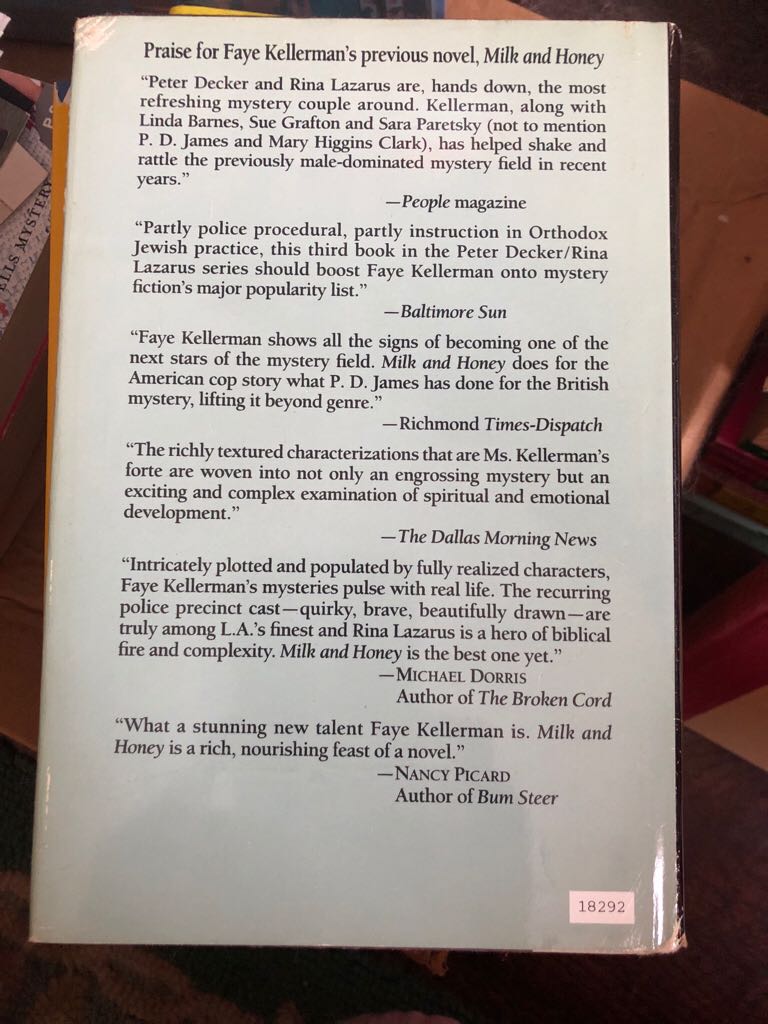 Praise for Faye Kellerman's previous novel, Milk and Honey
"Peter Decker and Rina Lazarus are, hands down, the most
refreshing mystery couple around. Kellerman, along with
Linda Barnes, Sue Grafton and Sara Paretsky (not to mention
P. D. James and Mary Higgins Clark), has helped shake and
rattle the previously male-dominated mystery field in recent
years."
—People magazine
"Partly police procedural, partly instruction in Orthodox
Jewish practice, this third book in the Peter Decker/Rina
Lazarus series should boost Faye Kellerman onto mystery
fiction's major popularity list."
—Baltimore Sun
"Faye Kellerman shows all the signs of becoming one of the
next stars of the mystery field. Milk and Honey does for the
American cop story what P. D. James has done for the British
mystery, lifting it beyond genre."
—Richmond Times-Dispatch
"The richly textured characterizations that are Ms. Kellerman's
forte are woven into not only an engrossing mystery but an
exciting and complex examination of spiritual and emotional
development."
—The Dallas Morning News
"Intricately plotted and populated by fully realized characters,
Faye Kellerman's mysteries pulse with real life. The recurring
police precinct cast—quirky, brave, beautifully drawn—are
truly among L.A.'s finest and Rina Lazarus is a hero of biblical
fire and complexity. Milk and Honey is the best one yet."
—MICHAEL DORRIS
Author of The Broken Cord
"What a stunning new talent Faye Kellerman is. Milk and
Honey is a rich, nourishing feast of a novel."
—NANCY PICARD
Author of Bum Steer
18292
MYSTERY